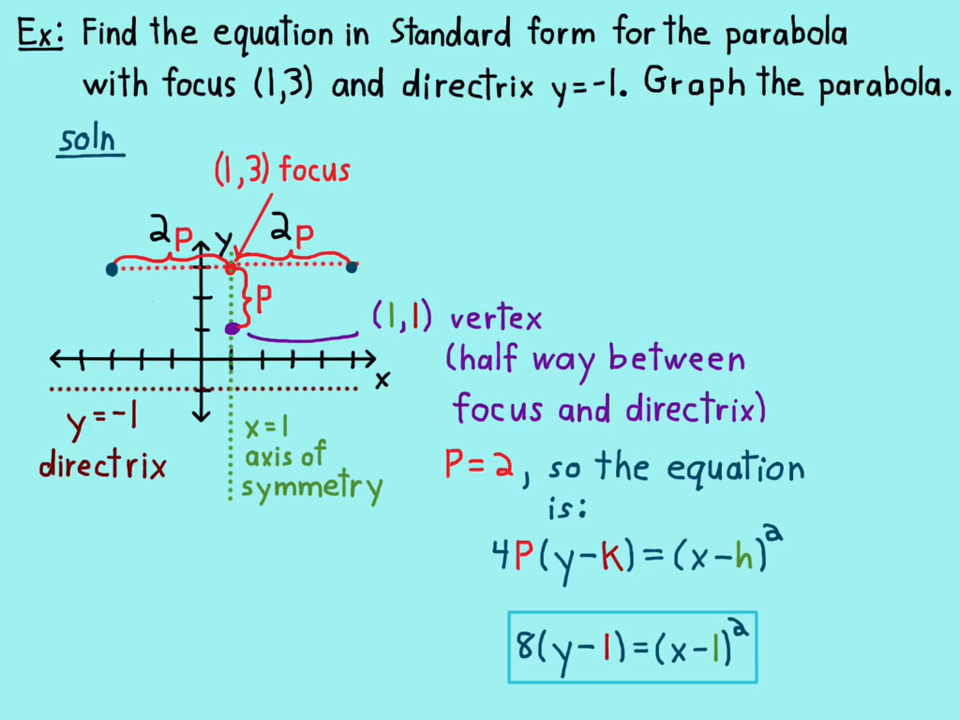 Ex: Find the equation in Standard form for the parabola
with focus (1,3) and directrix y=-1. Graph the parabola.
soln
(1,3) focus
2P y 2P
P
(1,1) vertex
(half way between
focus and directrix)
x
y=-1
directrix
x=1
axis of
symmetry
P=2, so the equation
is:
4P(y-k)=(x-h)²
8(y-1)=(x-1)²